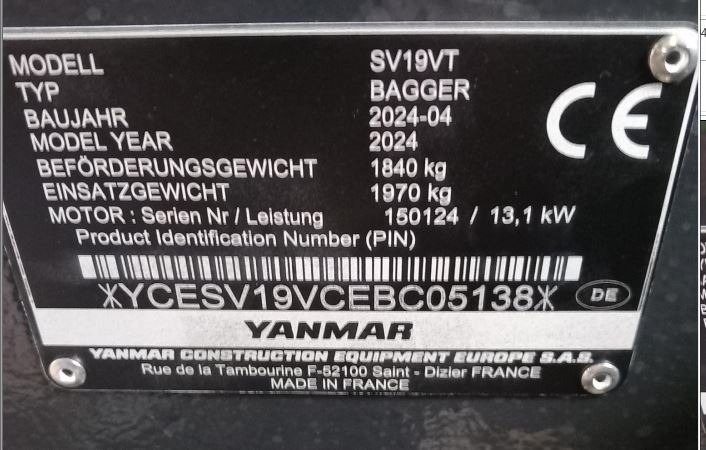 MODELL SV19VT
TYP BAGGER
BAUJAHR 2024-04
MODEL YEAR 2024
BEFÖRDERUNGSGEWICHT 1840 kg
EINSATZGEWICHT 1970 kg
MOTOR : Serien Nr / Leistung 150124 / 13,1 kW
Product Identification Number (PIN)
*YCESV19VCEBC05138*
DE
CE
YANMAR
YANMAR CONSTRUCTION EQUIPMENT EUROPE S.A.S.
Rue de la Tambourine F-52100 Saint - Dizier FRANCE
MADE IN FRANCE